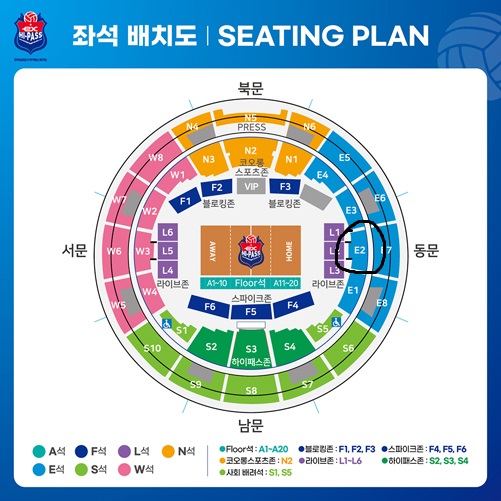 HI-PASS
좌석 배치도 | SEATING PLAN
북문
N4 N5 N6
PRESS
W8 N3 N2 N1 E5
코오롱
스포츠존
W1 E4
W7 W2 F1 F2 VIP F3 E3 E6
블로킹존 블로킹존
L6 L1
서문 W6 W3 L5 AWAY HI-PASS HOME E2 E7 동문
L4 L3
W4 라이브존 A1-10 Floor석 A11-20 라이브존 E1
W5 스파이크존 E8
F6 F5 F4
S1 S5
S2 S3 S4
하이패스존
S10 S6
S9 S8 S7
남문
A석 F석 L석 N석
E석 S석 W석
Floor석 : A1~A20 블로킹존 : F1, F2, F3 스파이크존 : F4, F5, F6
코오롱스포츠존 : N2 라이브존 : L1~L6 하이패스존 : S2, S3, S4
사회 배려석 : S1, S5